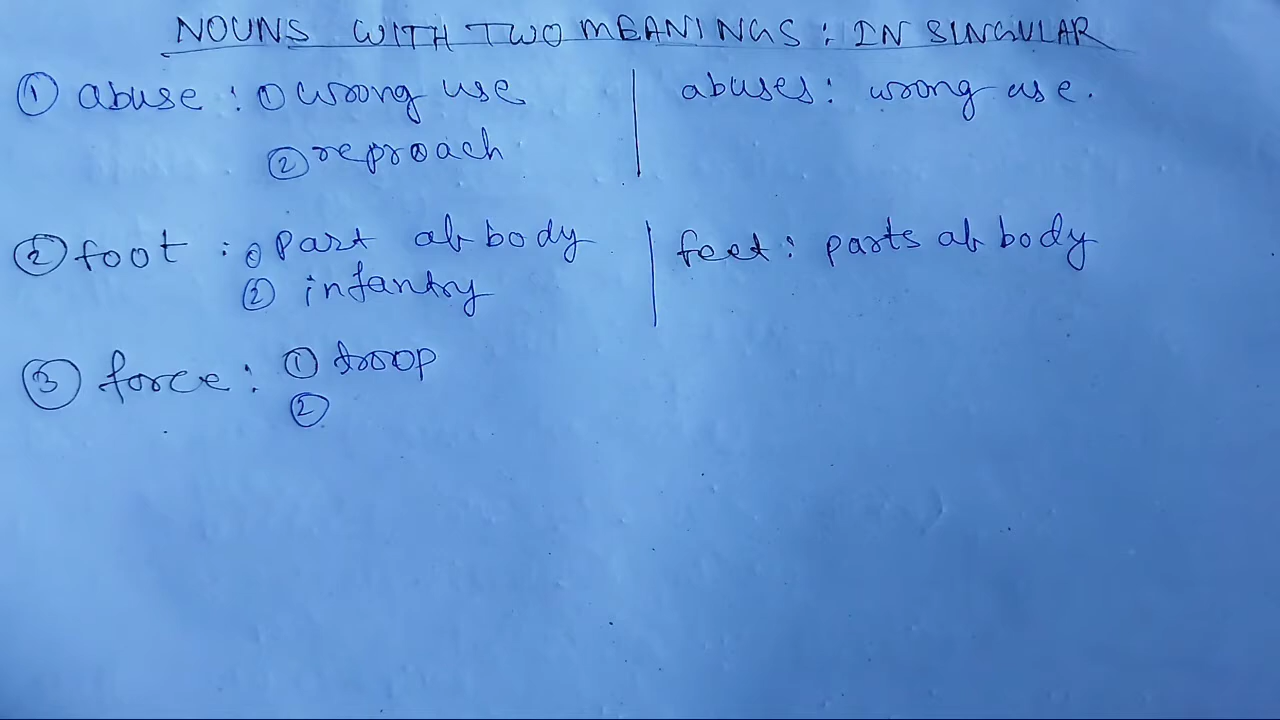 NOUNS WITH TWO MEANINGS : IN SINGULAR
① abuse : ① wrong use | abuses : wrong use.
② reproach
② foot : ① Part of body | feet : parts of body
② infantry
③ force : ① troop
②